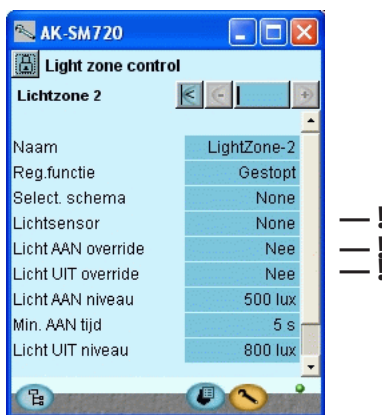 AK-SM720
Light zone control
Lichtzone 2
Naam LightZone-2
Reg.functie Gestopt
Select. schema None
Lichtsensor None
Licht AAN override Nee
Licht UIT override Nee
Licht AAN niveau 500 lux
Min. AAN tijd 5 s
Licht UIT niveau 800 lux